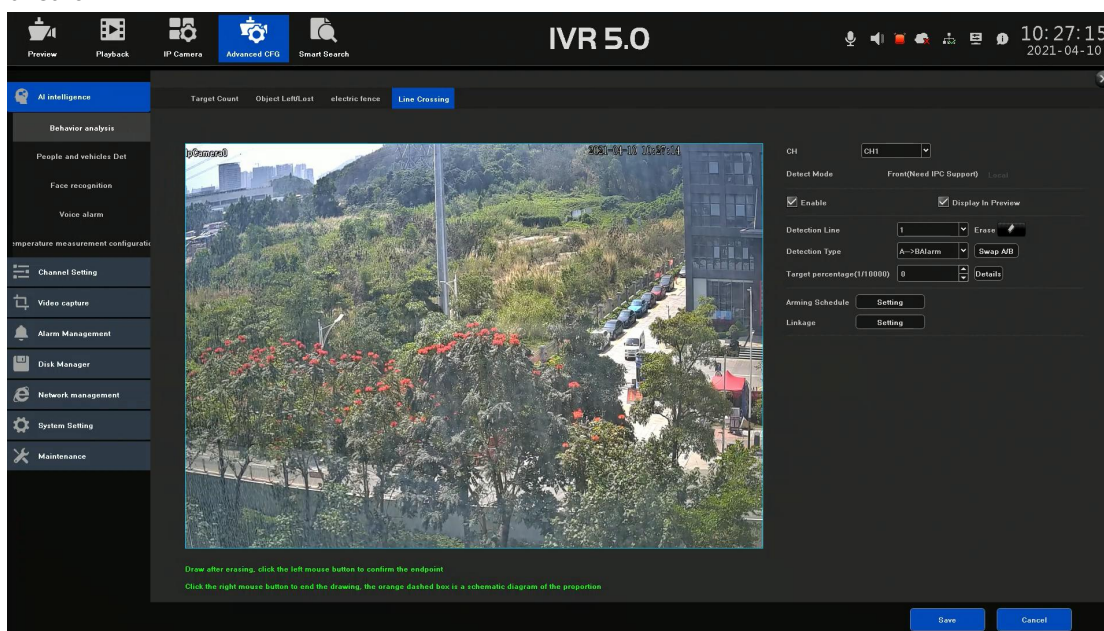 IVR 5.0
10:27:15
2021-04-10
Preview
Playback
IP Camera
Advanced CFG
Smart Search
AI intelligence
Behavior analysis
People and vehicles Det
Face recognition
Voice alarm
emperature measurement configuratio
Channel Setting
Video capture
Alarm Management
Disk Manager
Network management
System Setting
Maintenance
Target Count Object Left/Lost electric fence Line Crossing
IpCamera0
CH CH1
Detect Mode Front(Need IPC Support) Local
Enable Display In Preview
Detection Line 1 Erase
Detection Type A-->BAlarm Swap A/B
Target percentage(1/10000) 0 Details
Arming Schedule Setting
Linkage Setting
Draw after erasing, click the left mouse button to confirm the endpoint
Click the right mouse button to end the drawing, the orange dashed box is a schematic diagram of the proportion
Save Cancel